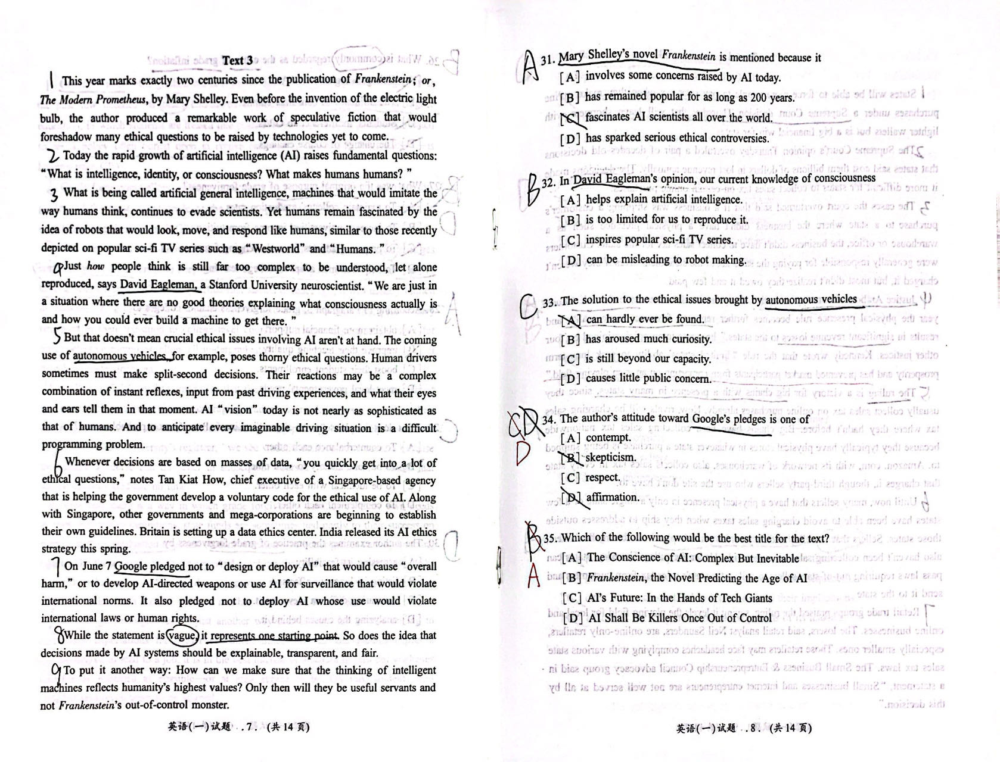 Text 3
1 This year marks exactly two centuries since the publication of Frankenstein; or,
The Modern Prometheus, by Mary Shelley. Even before the invention of the electric light
bulb, the author produced a remarkable work of speculative fiction that would
foreshadow many ethical questions to be raised by technologies yet to come.
2 Today the rapid growth of artificial intelligence (AI) raises fundamental questions:
“What is intelligence, identity, or consciousness? What makes humans humans?”
3 What is being called artificial general intelligence, machines that would imitate the
way humans think, continues to evade scientists. Yet humans remain fascinated by the
idea of robots that would look, move, and respond like humans, similar to those recently
depicted on popular sci-fi TV series such as “Westworld” and “Humans.”
4 Just how people think is still far too complex to be understood, let alone
reproduced, says David Eagleman, a Stanford University neuroscientist. “We are just in
a situation where there are no good theories explaining what consciousness actually is
and how you could ever build a machine to get there.”
5 But that doesn't mean crucial ethical issues involving AI aren't at hand. The coming
use of autonomous vehicles, for example, poses thorny ethical questions. Human drivers
sometimes must make split-second decisions. Their reactions may be a complex
combination of instant reflexes, input from past driving experiences, and what their eyes
and ears tell them in that moment. AI “vision” today is not nearly as sophisticated as
that of humans. And to anticipate every imaginable driving situation is a difficult
programming problem.
6 Whenever decisions are based on masses of data, “you quickly get into a lot of
ethical questions,” notes Tan Kiat How, chief executive of a Singapore-based agency
that is helping the government develop a voluntary code for the ethical use of AI. Along
with Singapore, other governments and mega-corporations are beginning to establish
their own guidelines. Britain is setting up a data ethics center. India released its AI ethics
strategy this spring.
7 On June 7 Google pledged not to “design or deploy AI” that would cause “overall
harm,” or to develop AI-directed weapons or use AI for surveillance that would violate
international norms. It also pledged not to deploy AI whose use would violate
international laws or human rights.
8 While the statement is vague, it represents one starting point. So does the idea that
decisions made by AI systems should be explainable, transparent, and fair.
9 To put it another way: How can we make sure that the thinking of intelligent
machines reflects humanity's highest values? Only then will they be useful servants and
not Frankenstein's out-of-control monster.
英语(一)试题 .7. (共14页)
A 31. Mary Shelley's novel Frankenstein is mentioned because it
[A] involves some concerns raised by AI today.
[B] has remained popular for as long as 200 years.
[C] fascinates AI scientists all over the world.
[D] has sparked serious ethical controversies.
B 32. In David Eagleman's opinion, our current knowledge of consciousness
[A] helps explain artificial intelligence.
[B] is too limited for us to reproduce it.
[C] inspires popular sci-fi TV series.
[D] can be misleading to robot making.
C 33. The solution to the ethical issues brought by autonomous vehicles
[A] can hardly ever be found.
[B] has aroused much curiosity.
[C] is still beyond our capacity.
[D] causes little public concern.
C D 34. The author's attitude toward Google's pledges is one of
[A] contempt.
D
[B] skepticism.
[C] respect.
[D] affirmation.
B 35. Which of the following would be the best title for the text?
[A] The Conscience of AI: Complex But Inevitable
A
[B] Frankenstein, the Novel Predicting the Age of AI
[C] AI's Future: In the Hands of Tech Giants
[D] AI Shall Be Killers Once Out of Control
英语(一)试题 .8. (共14页)